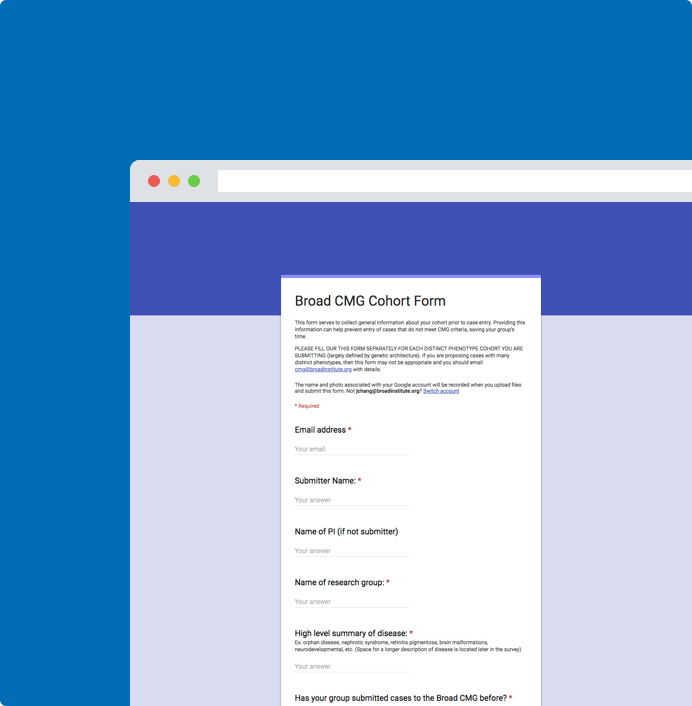 Broad CMG Cohort Form
This form serves to collect general information about your cohort prior to case entry. Providing this
information can help prevent entry of cases that do not meet CMG criteria, saving your group's
time.
PLEASE FILL OUR THIS FORM SEPARATELY FOR EACH DISTINCT PHENOTYPE COHORT YOU ARE
SUBMITTING (largely defined by genetic architecture). If you are proposing cases with many
distinct phenotypes, then this form may not be appropriate and you should email
cmg@broadinstitute.org with details.
The name and photo associated with your Google account will be recorded when you upload files
and submit this form. Not jchang@broadinstitute.org? Switch account
* Required
Email address *
Your email
Submitter Name: *
Your answer
Name of PI (if not submitter)
Your answer
Name of research group: *
Your answer
High level summary of disease: *
Ex. orphan disease, nephrotic syndrome, retinitis pigmentosa, brain malformations,
neurodevelopmental, etc. (Space for a longer description of disease is located later in the survey)
Your answer
Has your group submitted cases to the Broad CMG before? *